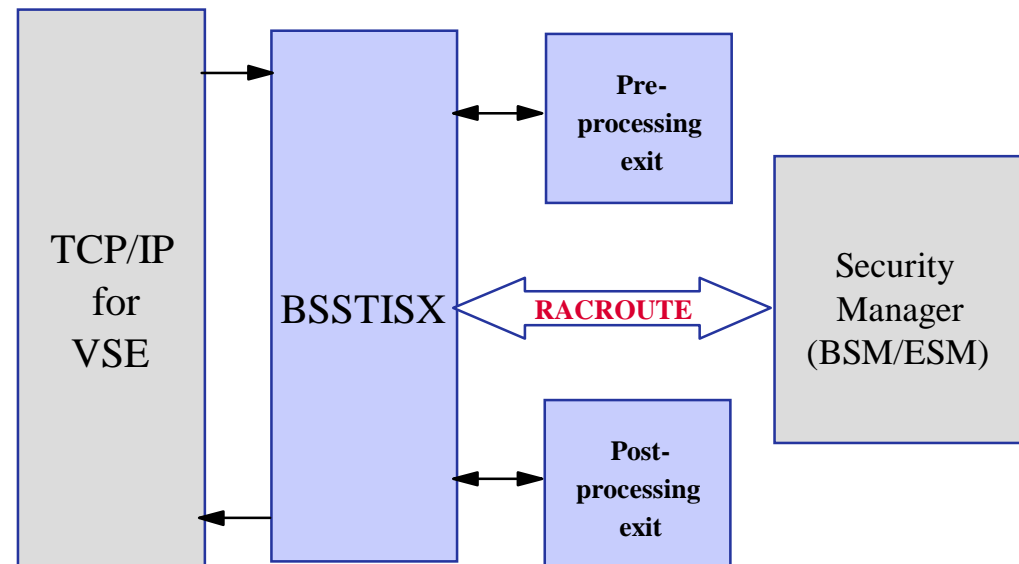 TCP/IP
for
VSE
BSSTISX
Pre-
processing
exit
RACROUTE
Post-
processing
exit
Security
Manager
(BSM/ESM)